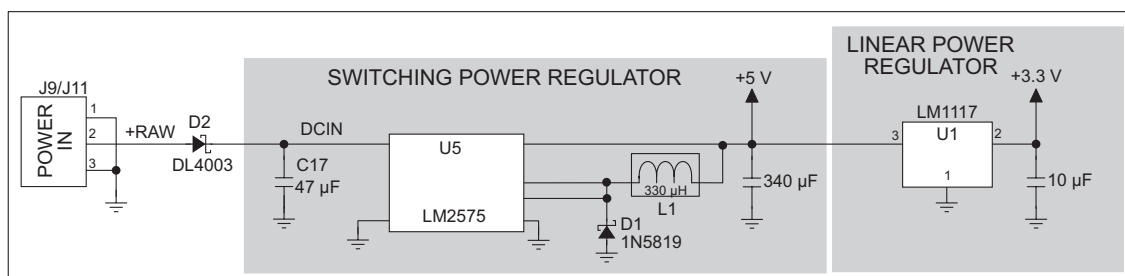 SWITCHING POWER REGULATOR
LINEAR POWER
REGULATOR
J9/J11
POWER
IN
1
2
3
+RAW
D2
DL4003
DCIN
C17
47 µF
U5
LM2575
330 µH
L1
D1
1N5819
+5 V
340 µF
LM1117
U1
3
2
1
+3.3 V
10 µF